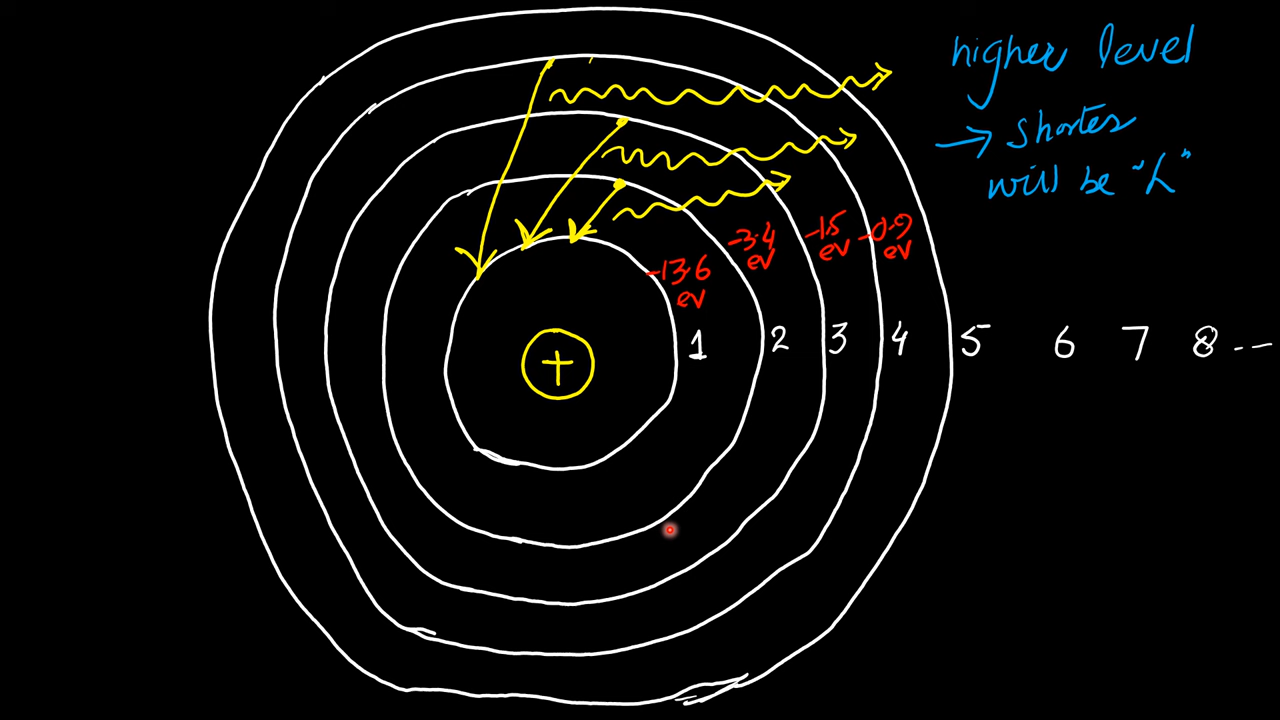 higher level
→ Shortes
will be "λ"
-13.6
ev
-3.4
ev
-1.5
ev
-0.9
ev
+
1 2 3 4 5 6 7 8 ---